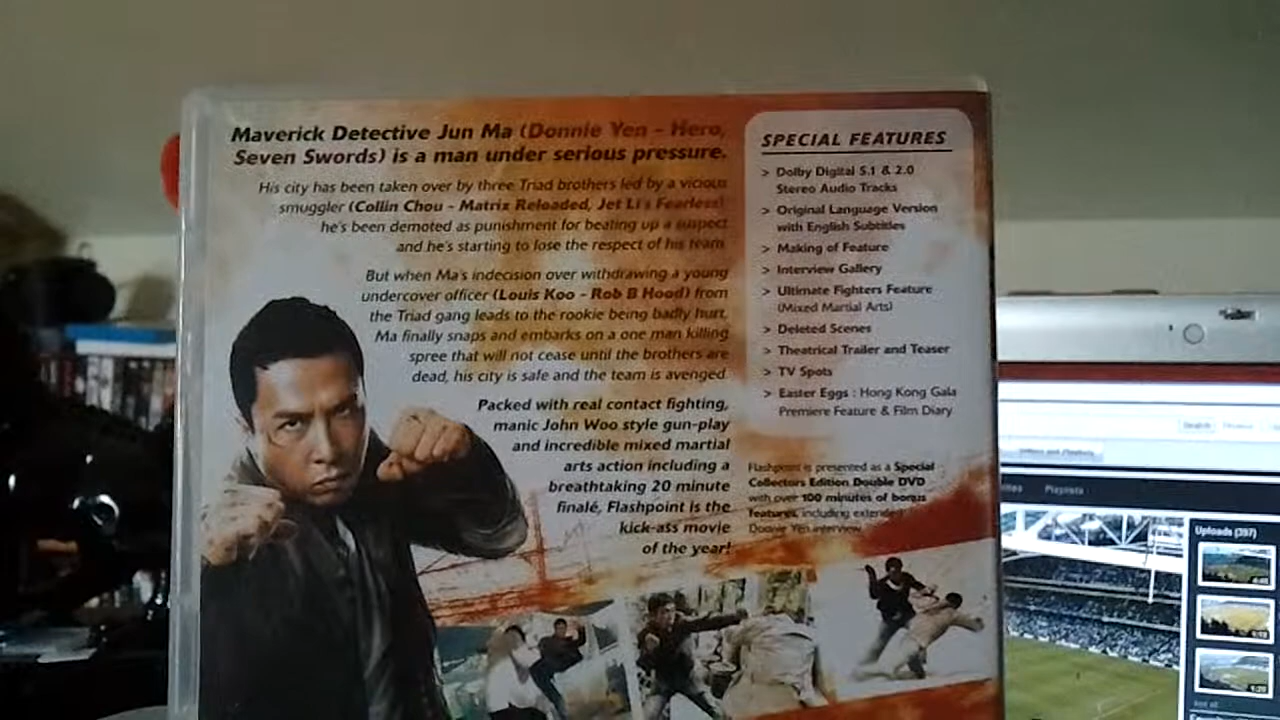 Maverick Detective Jun Ma (Donnie Yen - Hero,
Seven Swords) is a man under serious pressure.
His city has been taken over by three Triad brothers led by a vicious
smuggler (Collin Chou - Matrix Reloaded, Jet Li's Fearless)
he's been demoted as punishment for beating up a suspect
and he's starting to lose the respect of his team.
But when Ma's indecision over withdrawing a young
undercover officer (Louis Koo - Rob B Hood) from
the Triad gang leads to the rookie being badly hurt,
Ma finally snaps and embarks on a one man killing
spree that will not cease until the brothers are
dead, his city is safe and the team is avenged.
Packed with real contact fighting,
manic John Woo style gun-play
and incredible mixed martial
arts action including a
breathtaking 20 minute
finalé, Flashpoint is the
kick-ass movie
of the year!
SPECIAL FEATURES
> Dolby Digital 5.1 & 2.0
Stereo Audio Tracks
> Original Language Version
with English Subtitles
> Making of Feature
> Interview Gallery
> Ultimate Fighters Feature
(Mixed Martial Arts)
> Deleted Scenes
> Theatrical Trailer and Teaser
> TV Spots
> Easter Eggs : Hong Kong Gala
Premiere Feature & Film Diary
Flashpoint is presented as a Special
Collectors Edition Double DVD
with over 100 minutes of bonus
features, including extended
Donnie Yen interview
Search
Playlists
Uploads (397)